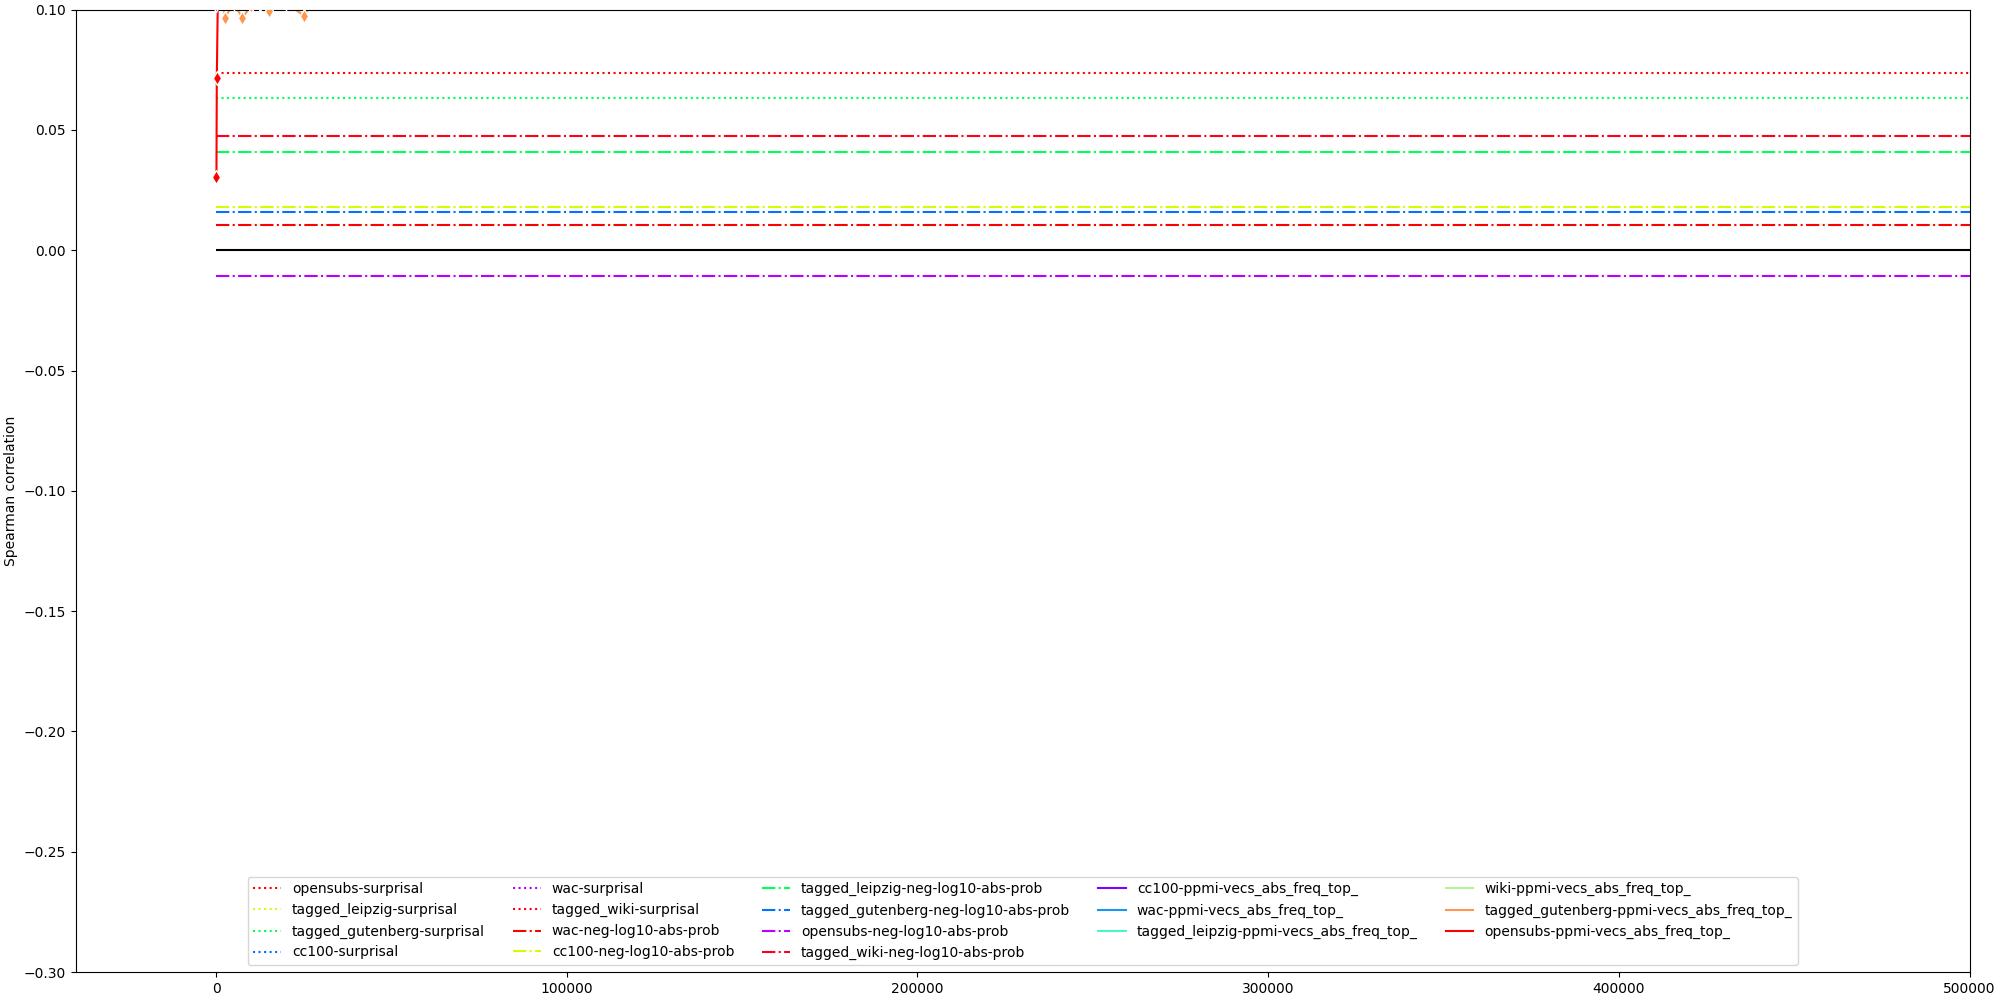 0.10
0.05
0.00
−0.05
−0.10
−0.15
−0.20
−0.25
−0.30
Spearman correlation
opensubs-surprisal
tagged_leipzig-surprisal
tagged_gutenberg-surprisal
cc100-surprisal
wac-surprisal
tagged_wiki-surprisal
wac-neg-log10-abs-prob
cc100-neg-log10-abs-prob
tagged_leipzig-neg-log10-abs-prob
tagged_gutenberg-neg-log10-abs-prob
opensubs-neg-log10-abs-prob
tagged_wiki-neg-log10-abs-prob
cc100-ppmi-vecs_abs_freq_top_
wac-ppmi-vecs_abs_freq_top_
tagged_leipzig-ppmi-vecs_abs_freq_top_
wiki-ppmi-vecs_abs_freq_top_
tagged_gutenberg-ppmi-vecs_abs_freq_top_
opensubs-ppmi-vecs_abs_freq_top_
0
100000
200000
300000
400000
500000